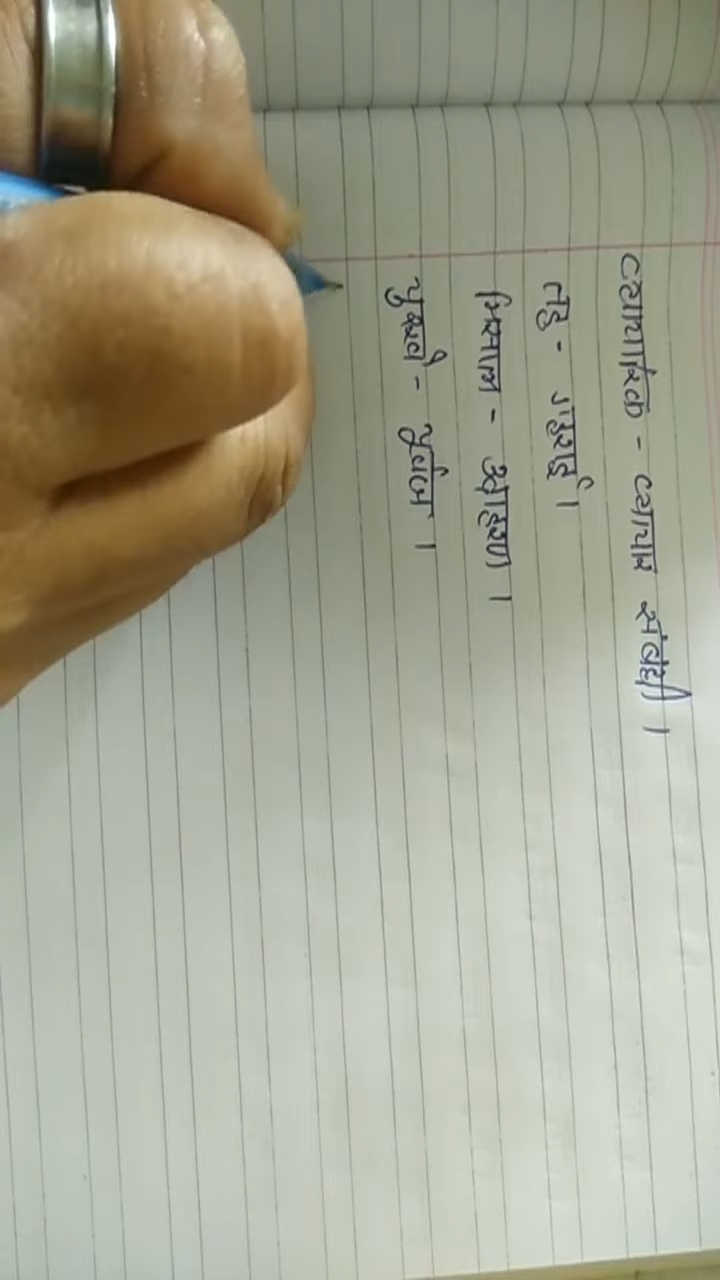 व्यापारिक - व्यापार संबंधी ।
तह - गहराई ।
मिसाल - उदाहरण ।
पुरखे - पूर्वज ।